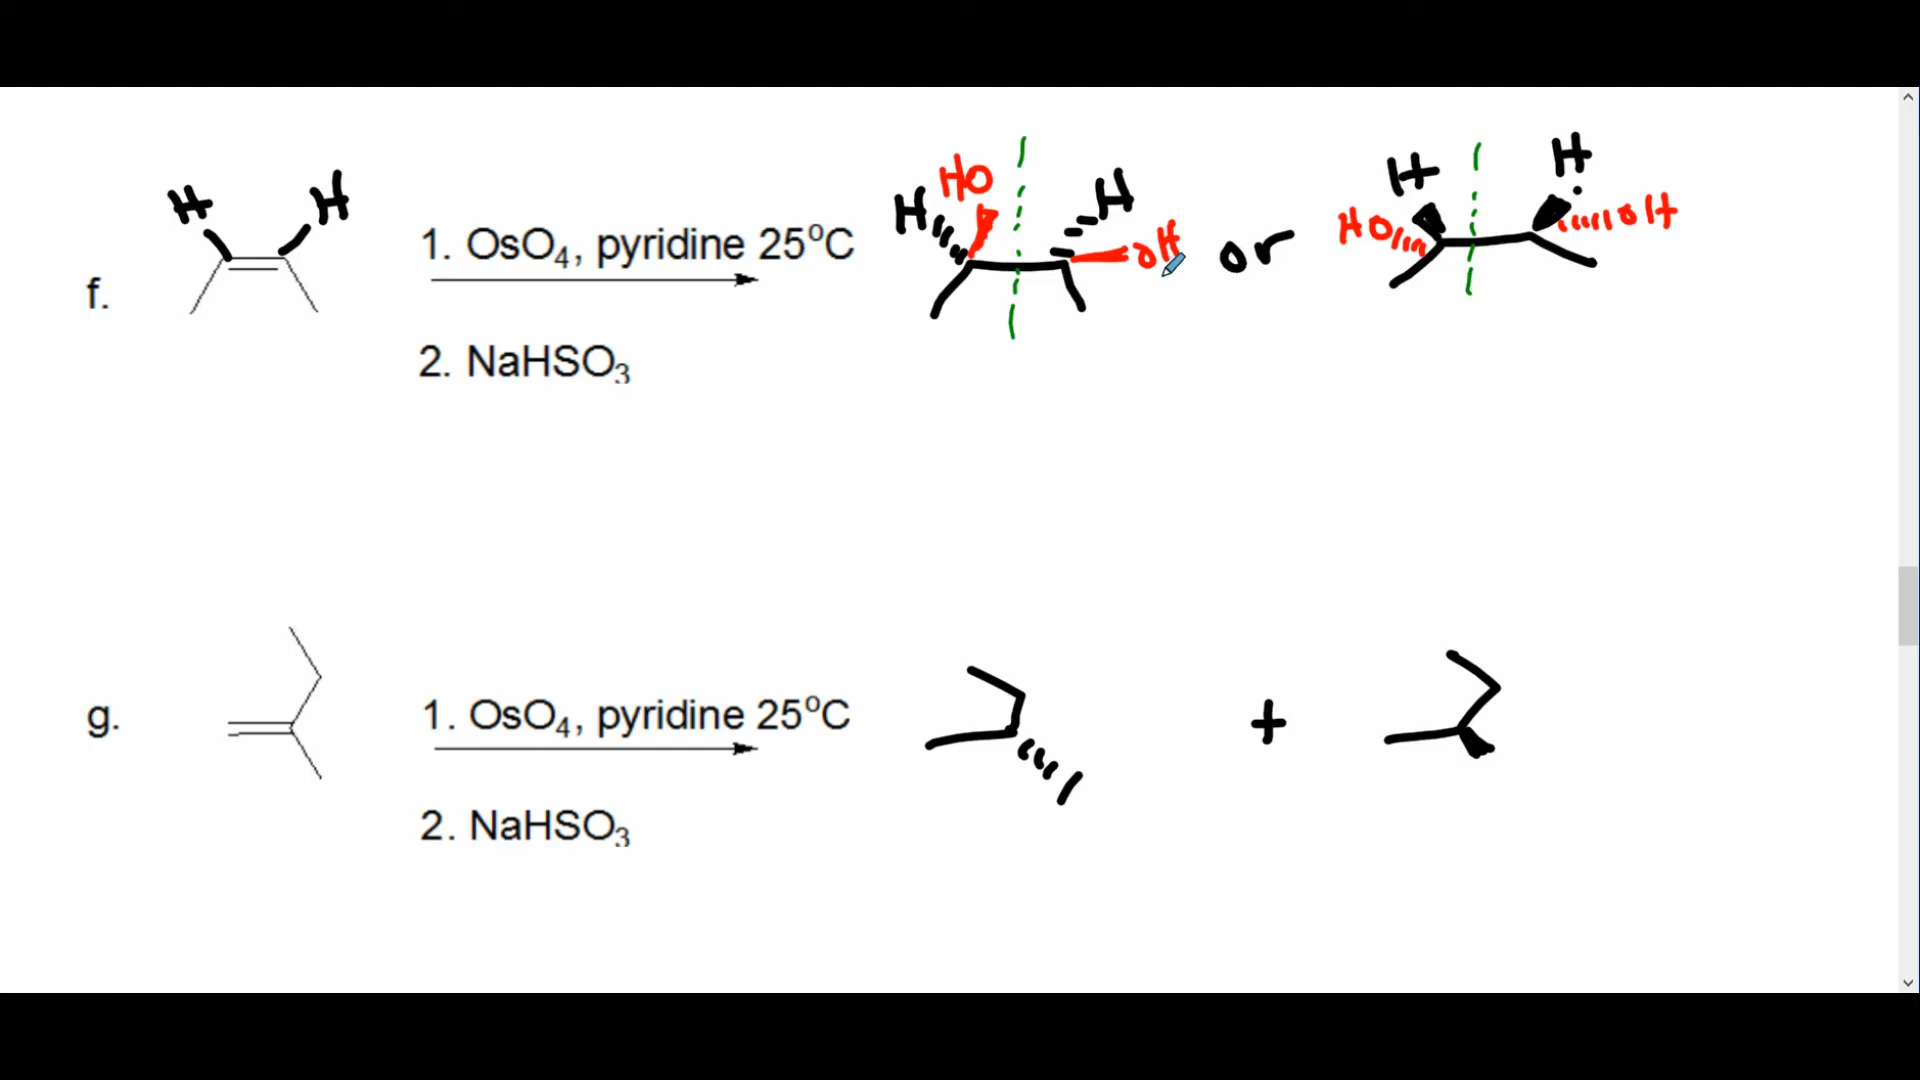 f. H H 1. OsO₄, pyridine 25°C H HO H OH or HO H H OH
2. NaHSO₃
g. 1. OsO₄, pyridine 25°C +
2. NaHSO₃